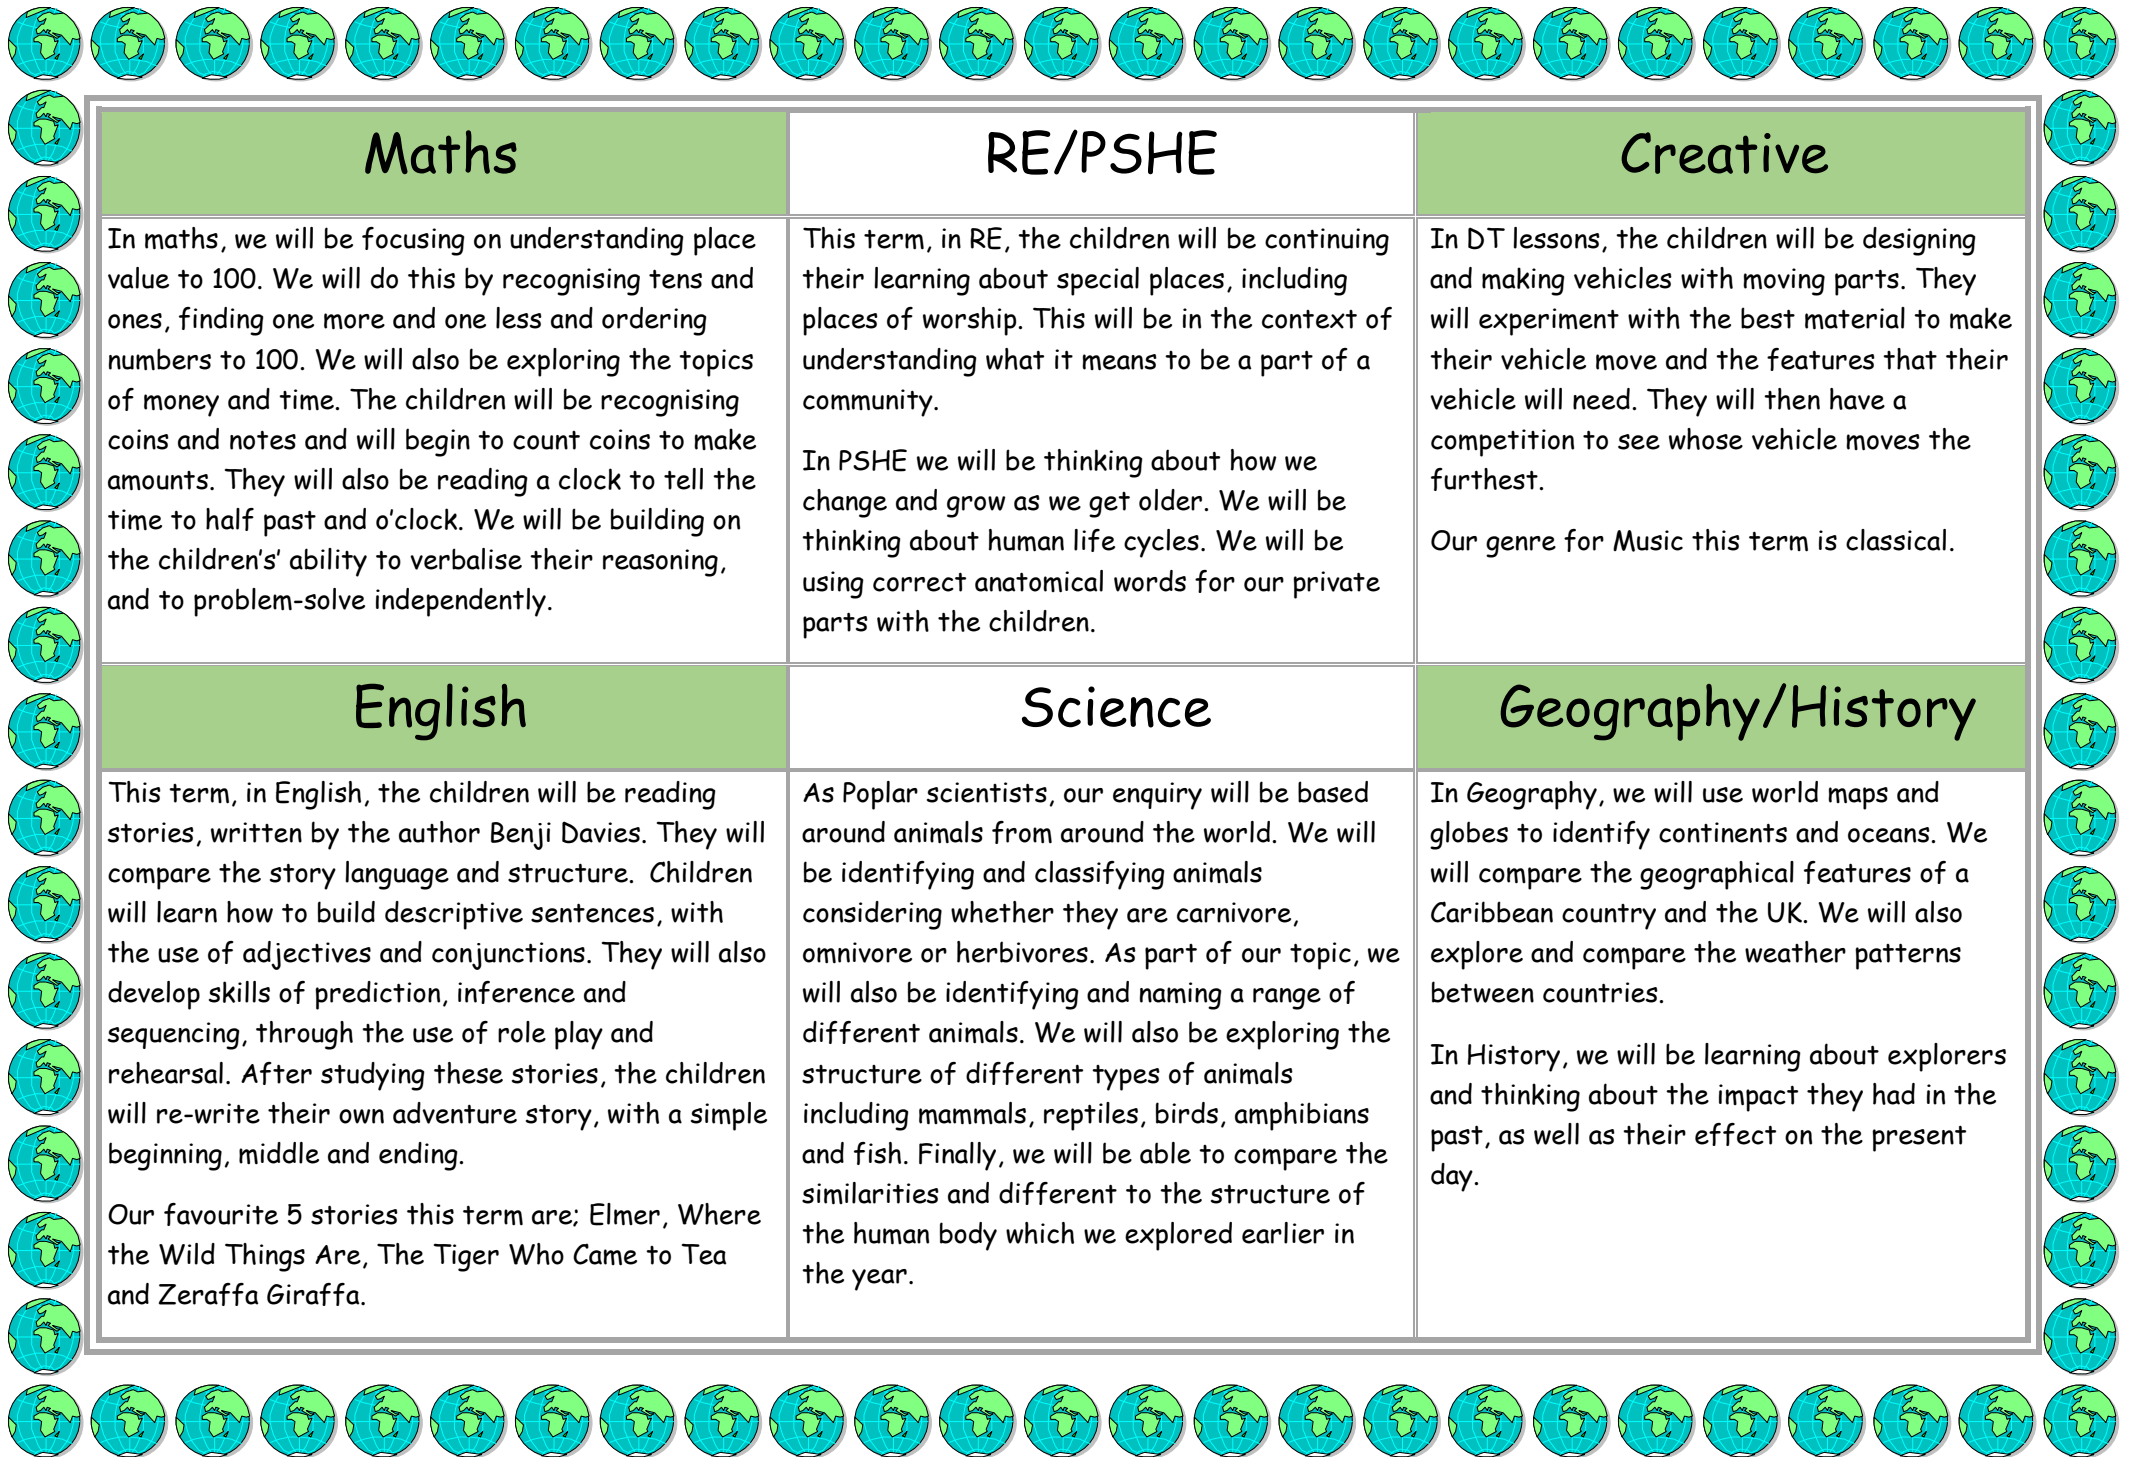 Maths
RE/PSHE
Creative
In maths, we will be focusing on understanding place
value to 100. We will do this by recognising tens and
ones, finding one more and one less and ordering
numbers to 100. We will also be exploring the topics
of money and time. The children will be recognising
coins and notes and will begin to count coins to make
amounts. They will also be reading a clock to tell the
time to half past and o’clock. We will be building on
the children’s’ ability to verbalise their reasoning,
and to problem-solve independently.
This term, in RE, the children will be continuing
their learning about special places, including
places of worship. This will be in the context of
understanding what it means to be a part of a
community.
In PSHE we will be thinking about how we
change and grow as we get older. We will be
thinking about human life cycles. We will be
using correct anatomical words for our private
parts with the children.
In DT lessons, the children will be designing
and making vehicles with moving parts. They
will experiment with the best material to make
their vehicle move and the features that their
vehicle will need. They will then have a
competition to see whose vehicle moves the
furthest.
Our genre for Music this term is classical.
English
Science
Geography/History
This term, in English, the children will be reading
stories, written by the author Benji Davies. They will
compare the story language and structure.  Children
will learn how to build descriptive sentences, with
the use of adjectives and conjunctions. They will also
develop skills of prediction, inference and
sequencing, through the use of role play and
rehearsal. After studying these stories, the children
will re-write their own adventure story, with a simple
beginning, middle and ending.
Our favourite 5 stories this term are; Elmer, Where
the Wild Things Are, The Tiger Who Came to Tea
and Zeraffa Giraffa.
As Poplar scientists, our enquiry will be based
around animals from around the world. We will
be identifying and classifying animals
considering whether they are carnivore,
omnivore or herbivores. As part of our topic, we
will also be identifying and naming a range of
different animals. We will also be exploring the
structure of different types of animals
including mammals, reptiles, birds, amphibians
and fish. Finally, we will be able to compare the
similarities and different to the structure of
the human body which we explored earlier in
the year.
In Geography, we will use world maps and
globes to identify continents and oceans. We
will compare the geographical features of a
Caribbean country and the UK. We will also
explore and compare the weather patterns
between countries.
In History, we will be learning about explorers
and thinking about the impact they had in the
past, as well as their effect on the present
day.